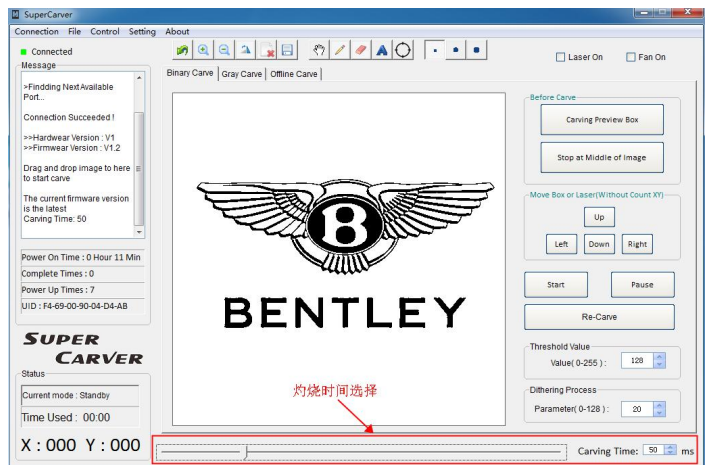 SuperCarver
Connection File Control Setting About
Connected
Message
>Findding NextAvailable
Port...
Connection Succeeded !
>>Hardwear Version : V1
>>Firmwear Version : V1.2
Drag and drop image to here
to start carve
The current firmware version
is the latest
Carving Time: 50
Power On Time : 0 Hour 11 Min
Complete Times : 0
Power Up Times : 7
UID : F4-69-00-90-04-D4-AB
SUPER
CARVER
Status
Current mode : Standby
Time Used : 00:00
X : 000 Y : 000
A
Binary Carve Gray Carve Offline Carve
B
BENTLEY
灼烧时间选择
Laser On Fan On
Before Carve
Carving Preview Box
Stop at Middle of Image
Move Box or Laser(Without Count XY)
Up
Left Down Right
Start Pause
Re-Carve
Threshold Value
Value( 0-255 ) : 128
Dithering Process
Parameter( 0-128 ) : 20
Carving Time: 50 ms